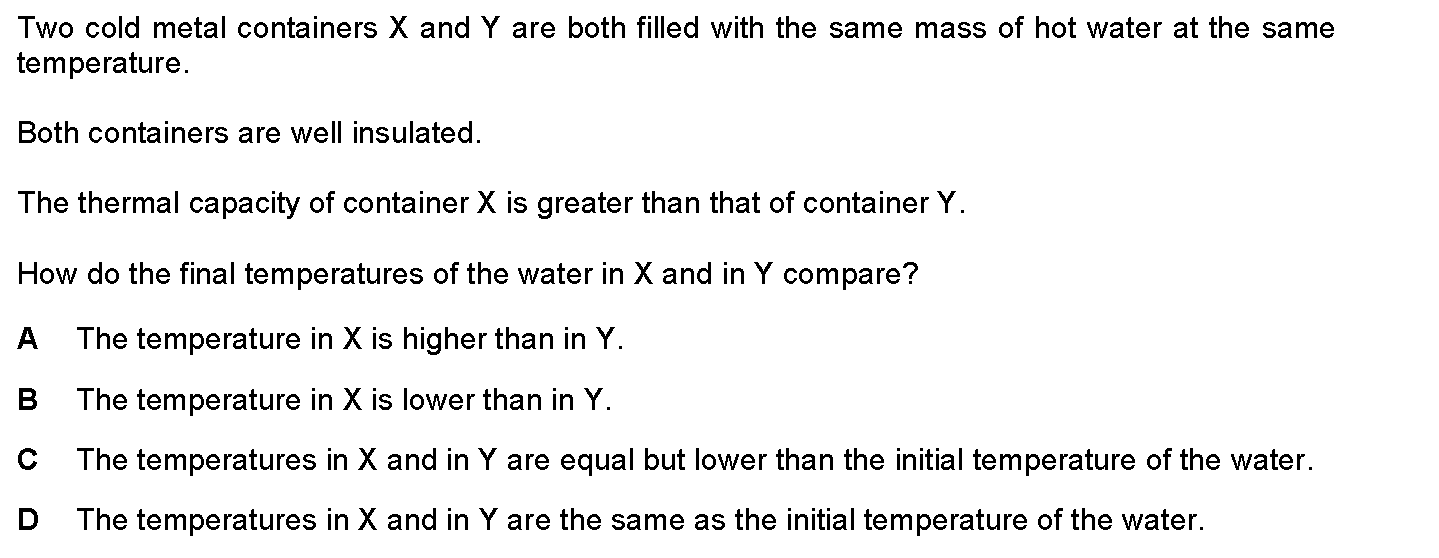 Two cold metal containers X and Y are both filled with the same mass of hot water at the same
temperature.
Both containers are well insulated.
The thermal capacity of container X is greater than that of container Y.
How do the final temperatures of the water in X and in Y compare?
A The temperature in X is higher than in Y.
B The temperature in X is lower than in Y.
C The temperatures in X and in Y are equal but lower than the initial temperature of the water.
D The temperatures in X and in Y are the same as the initial temperature of the water.